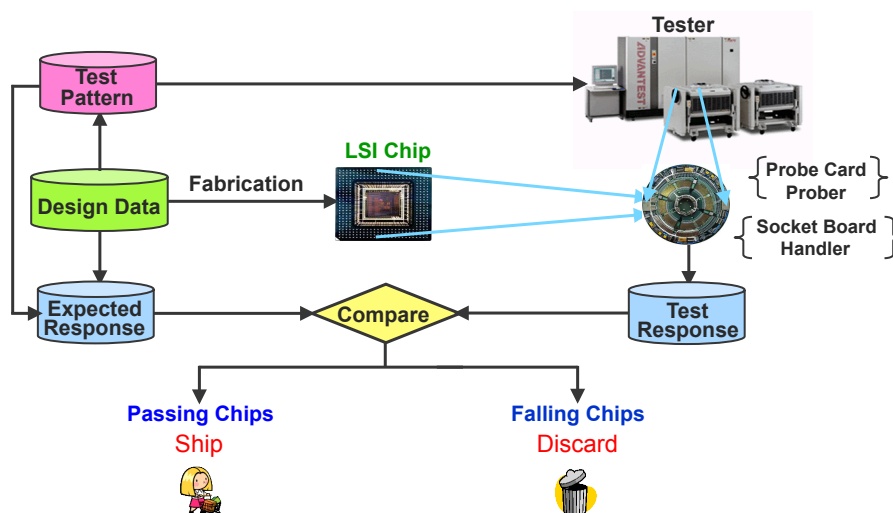 Tester
Test
Pattern
ADVANTEST
LSI Chip
Probe Card
Prober
Fabrication
Design Data
Socket Board
Handler
Expected
Response
Compare
Test
Response
Passing Chips
Falling Chips
Ship
Discard